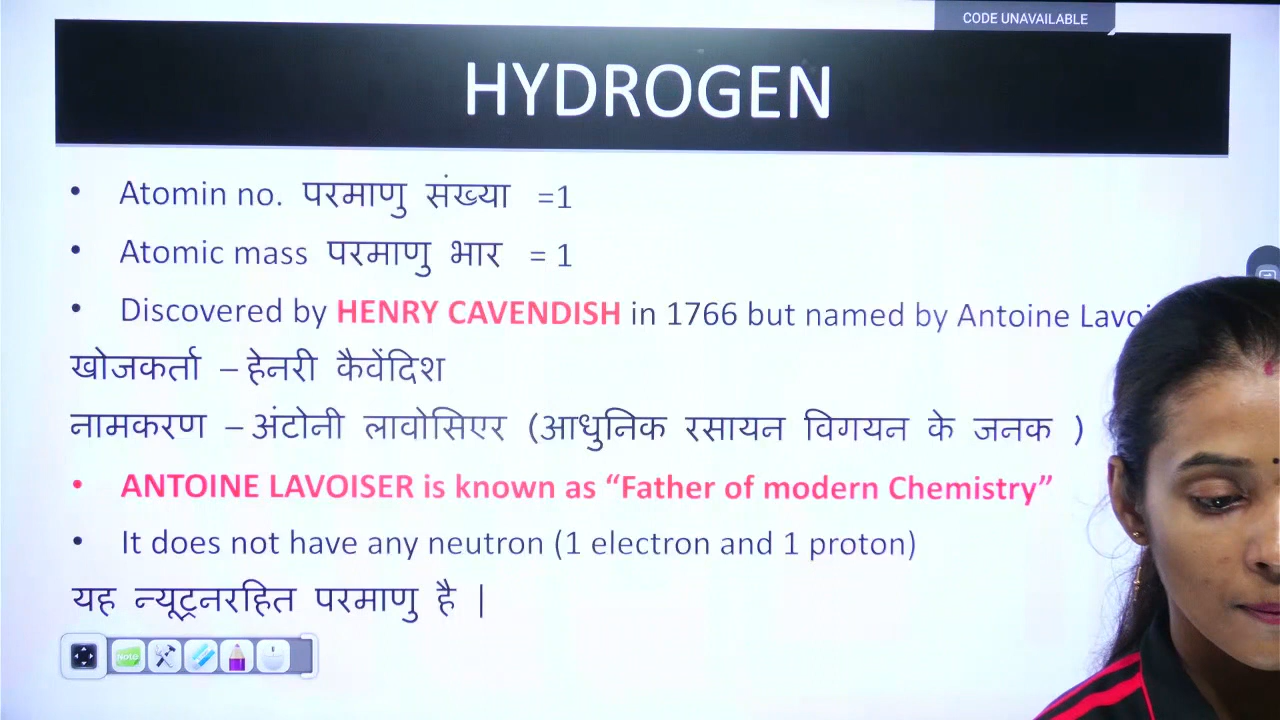 CODE UNAVAILABLE
HYDROGEN
• Atomin no. परमाणु संख्या =1
• Atomic mass परमाणु भार = 1
• Discovered by HENRY CAVENDISH in 1766 but named by Antoine
खोजकर्ता – हेनरी कैवेंदिश
नामकरण – अंटोनी लावोसिएर (आधुनिक रसायन विगयन के जनक )
• ANTOINE LAVOISER is known as “Father of modern Chemistry”
• It does not have any neutron (1 electron and 1 proton)
यह न्यूट्रनरहित परमाणु है |
Note